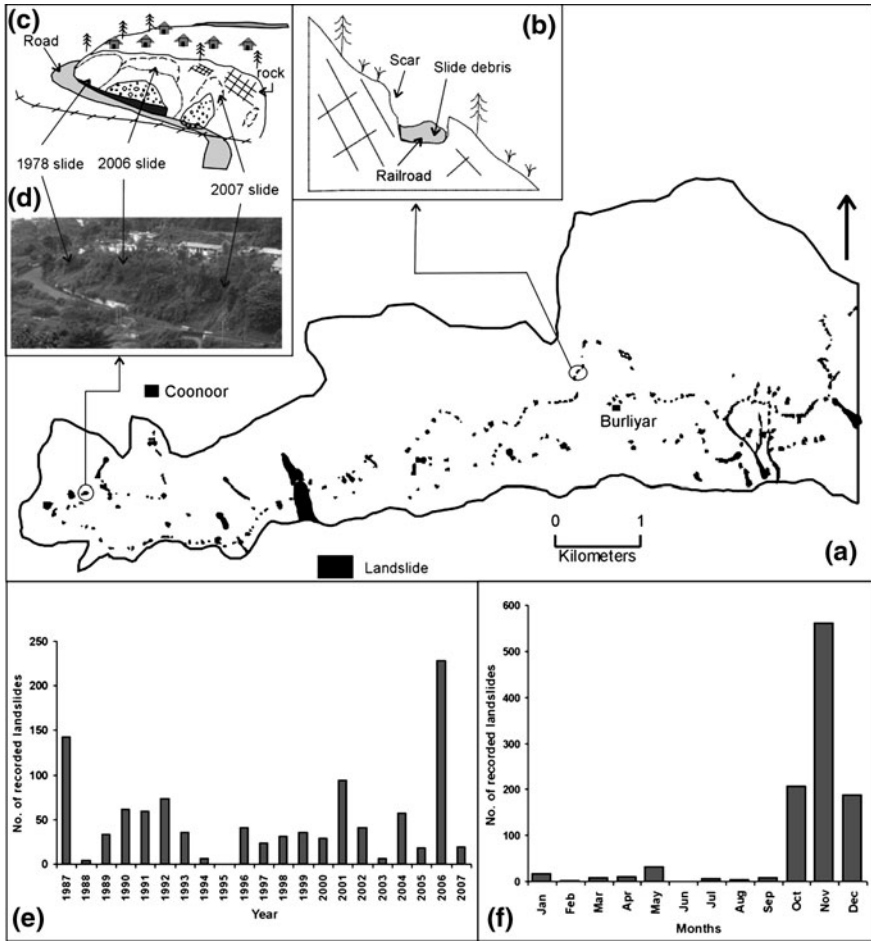 (c)
Road
rock
1978 slide
2006 slide
2007 slide
(d)
(b)
Scar
Slide debris
Railroad
Coonoor
Burliyar
0 1
Kilometers
(a)
Landslide
No. of recorded landslides
250
200
150
100
50
0
1987 1988 1989 1990 1991 1992 1993 1994 1995 1996 1997 1998 1999 2000 2001 2002 2003 2004 2005 2006 2007
Year
(e)
No. of recorded landslides
600
500
400
300
200
100
0
Jan Feb Mar Apr May Jun Jul Aug Sep Oct Nov Dec
Months
(f)